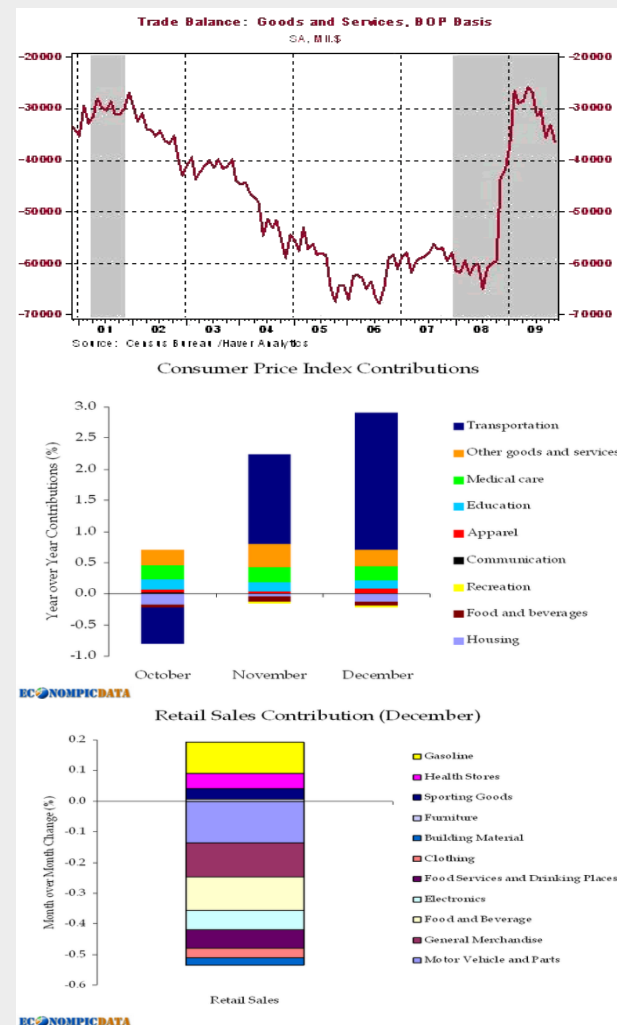 Trade Balance: Goods and Services, BOP Basis
SA, Mil.$
-20000 -20000
-30000 -30000
-40000 -40000
-50000 -50000
-60000 -60000
-70000 -70000
01 02 03 04 05 06 07 08 09
Source: Census Bureau /Haver Analytics
Consumer Price Index Contributions
Year over Year Contributions (%)
3.0
2.5
2.0
1.5
1.0
0.5
0.0
-0.5
-1.0
October November December
Transportation
Other goods and services
Medical care
Education
Apparel
Communication
Recreation
Food and beverages
Housing
ECONOMPICDATA
Retail Sales Contribution (December)
Month over Month Change (%)
0.2
0.1
0.0
-0.1
-0.2
-0.3
-0.4
-0.5
-0.6
Retail Sales
Gasoline
Health Stores
Sporting Goods
Furniture
Building Material
Clothing
Food Services and Drinking Places
Electronics
Food and Beverage
General Merchandise
Motor Vehicle and Parts
ECONOMPICDATA